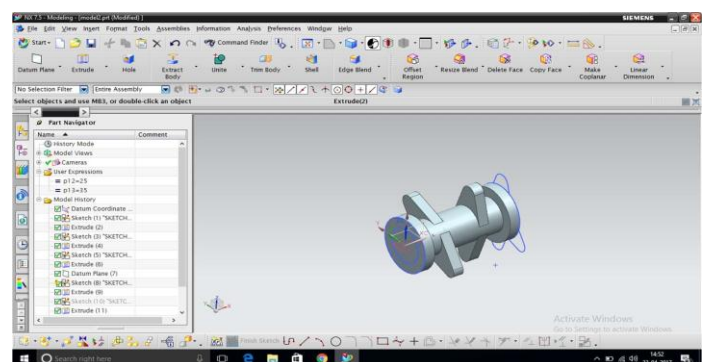 NX 7.5 - Modeling - [model2.prt (Modified) ]
SIEMENS
File Edit View Insert Format Tools Assemblies Information Analysis Preferences Window Help
Start Command Finder
Datum Plane Extrude Hole Extract Body Unite Trim Body Shell Edge Blend Offset Region Resize Blend Delete Face Copy Face Make Coplanar Linear Dimension
No Selection Filter Entire Assembly
Select objects and use MB3, or double-click an object
Extrude(2)
Part Navigator
Name Comment
History Mode
Model Views
Cameras
User Expressions
p12=25
p13=35
Model History
Datum Coordinate ...
Sketch (1) "SKETCH...
Extrude (2)
Sketch (3) "SKETCH...
Extrude (4)
Sketch (5) "SKETCH...
Extrude (6)
Datum Plane (7)
Sketch (8) "SKETCH...
Extrude (9)
Sketch (10) "SKETC...
Extrude (11)
Activate Windows
Go to Settings to activate Windows.
Finish Sketch
Search right here
14:52